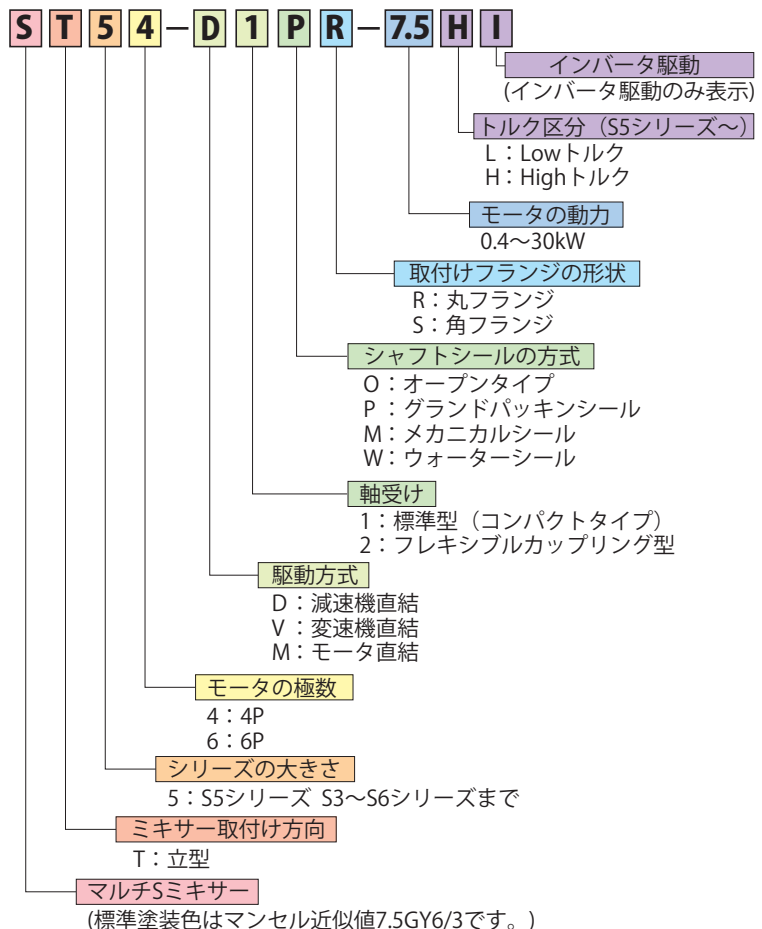 ST54-D1PR-7.5HI
インバータ駆動
(インバータ駆動のみ表示)
トルク区分（S5シリーズ～）
L：Lowトルク
H：Highトルク
モータの動力
0.4～30kW
取付けフランジの形状
R：丸フランジ
S：角フランジ
シャフトシールの方式
O：オープンタイプ
P：グランドパッキンシール
M：メカニカルシール
W：ウォーターシール
軸受け
1：標準型（コンパクトタイプ）
2：フレキシブルカップリング型
駆動方式
D：減速機直結
V：変速機直結
M：モータ直結
モータの極数
4：4P
6：6P
シリーズの大きさ
5：S5シリーズ S3～S6シリーズまで
ミキサー取付け方向
T：立型
マルチSミキサー
(標準塗装色はマンセル近似値7.5GY6/3です。)